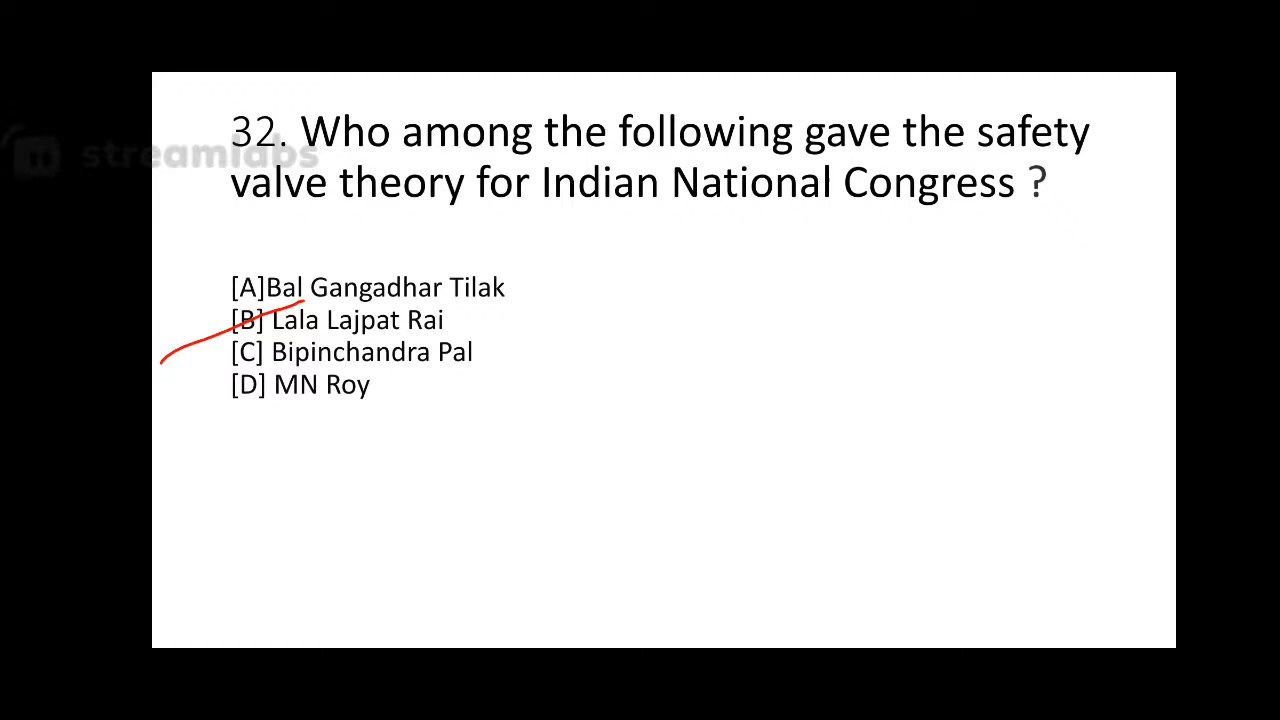 32. Who among the following gave the safety
streamlabs
valve theory for Indian National Congress ?
[A]Bal Gangadhar Tilak
[B] Lala Lajpat Rai
[C] Bipinchandra Pal
[D] MN Roy